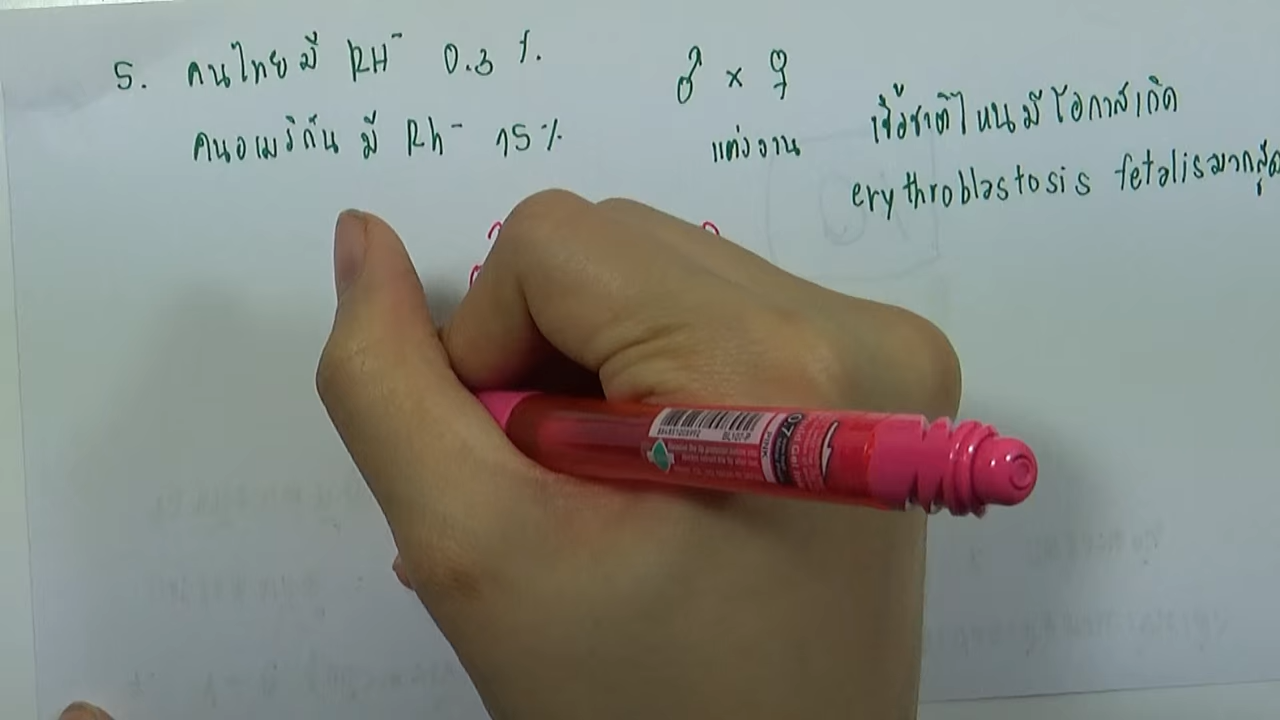 5. คนไทยมี RH⁻ 0.3 %.
คนอเมริกัน มี Rh⁻ 15%
♂ × ♀
แต่งงาน
เชื้อชาติไหนมีโอกาสเกิด
erythroblastosis fetalisมากสุด
0.7
PINK